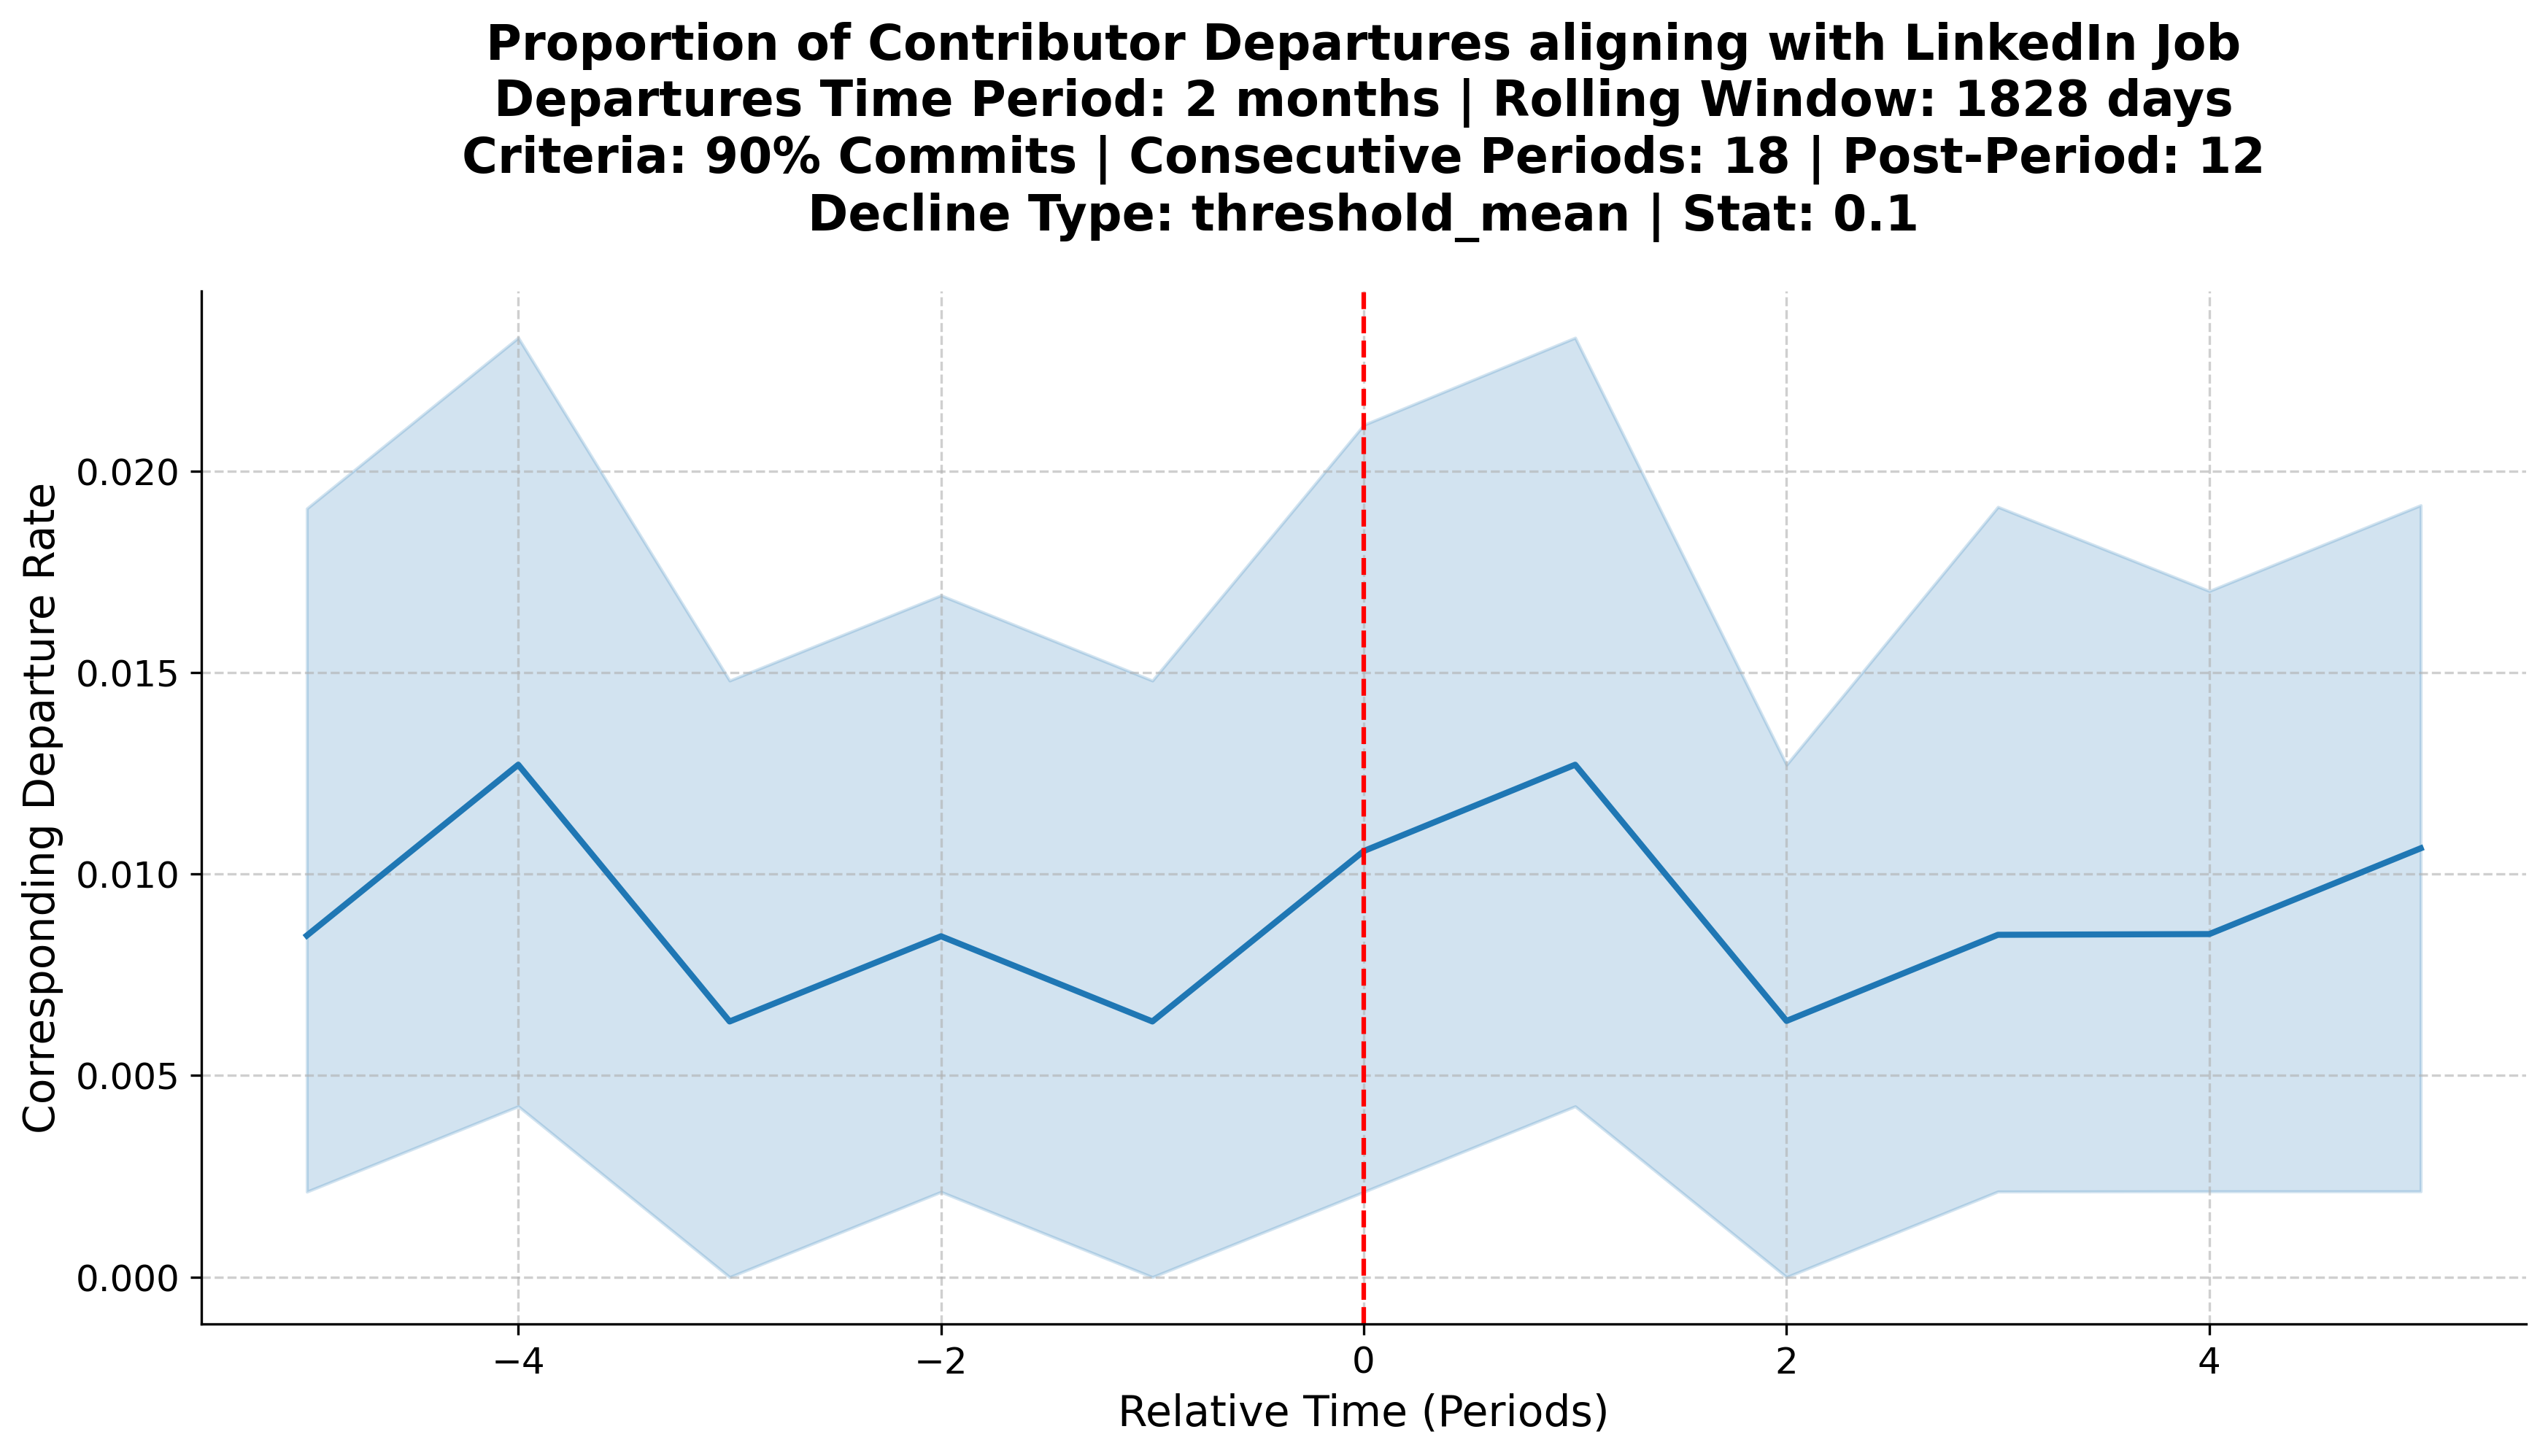 Proportion of Contributor Departures aligning with LinkedIn Job
Departures Time Period: 2 months | Rolling Window: 1828 days
Criteria: 90% Commits | Consecutive Periods: 18 | Post-Period: 12
Decline Type: threshold_mean | Stat: 0.1
Corresponding Departure Rate
0.020
0.015
0.010
0.005
0.000
−4
−2
0
2
4
Relative Time (Periods)